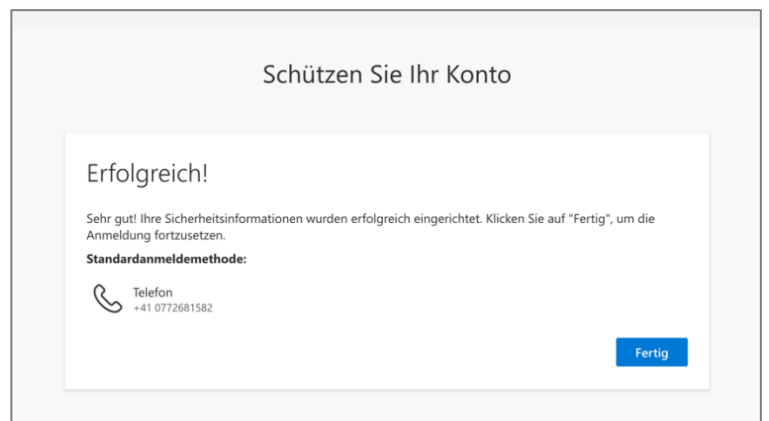 Schützen Sie Ihr Konto
Erfolgreich!
Sehr gut! Ihre Sicherheitsinformationen wurden erfolgreich eingerichtet. Klicken Sie auf "Fertig", um die
Anmeldung fortzusetzen.
Standardanmeldemethode:
Telefon
+41 0772681582
Fertig